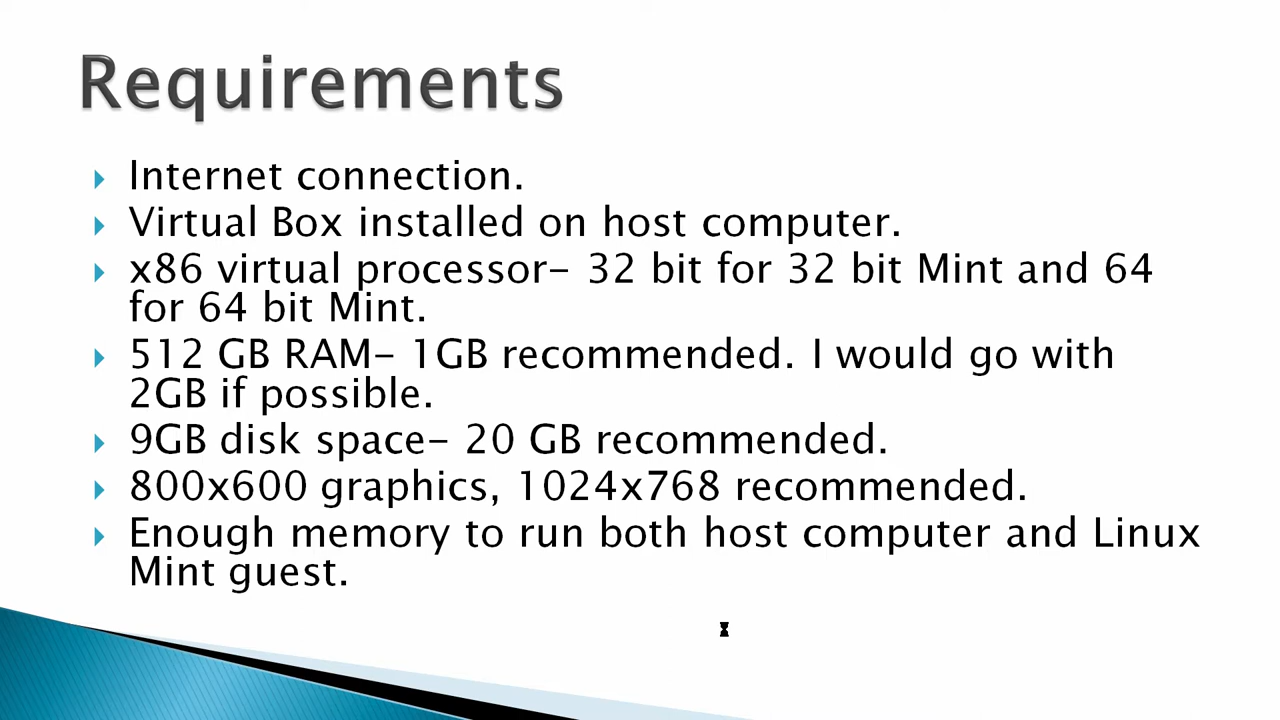 Requirements
Internet connection.
Virtual Box installed on host computer.
x86 virtual processor- 32 bit for 32 bit Mint and 64
for 64 bit Mint.
512 GB RAM- 1GB recommended. I would go with
2GB if possible.
9GB disk space- 20 GB recommended.
800x600 graphics, 1024x768 recommended.
Enough memory to run both host computer and Linux
Mint guest.